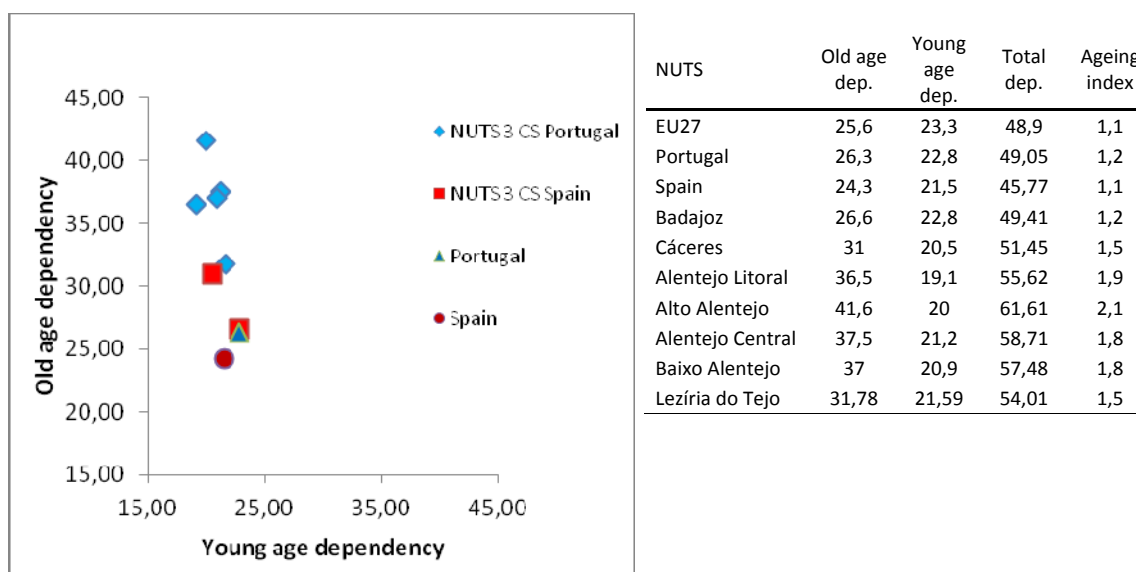 45,00
40,00
35,00
30,00
25,00
20,00
15,00
Old age dependency
15,00 25,00 35,00 45,00
Young age dependency
NUTS 3 CS Portugal
NUTS 3 CS Spain
Portugal
Spain
NUTS Old age dep. Young age dep. Total dep. Ageing index
EU27 25,6 23,3 48,9 1,1
Portugal 26,3 22,8 49,05 1,2
Spain 24,3 21,5 45,77 1,1
Badajoz 26,6 22,8 49,41 1,2
Cáceres 31 20,5 51,45 1,5
Alentejo Litoral 36,5 19,1 55,62 1,9
Alto Alentejo 41,6 20 61,61 2,1
Alentejo Central 37,5 21,2 58,71 1,8
Baixo Alentejo 37 20,9 57,48 1,8
Lezíria do Tejo 31,78 21,59 54,01 1,5